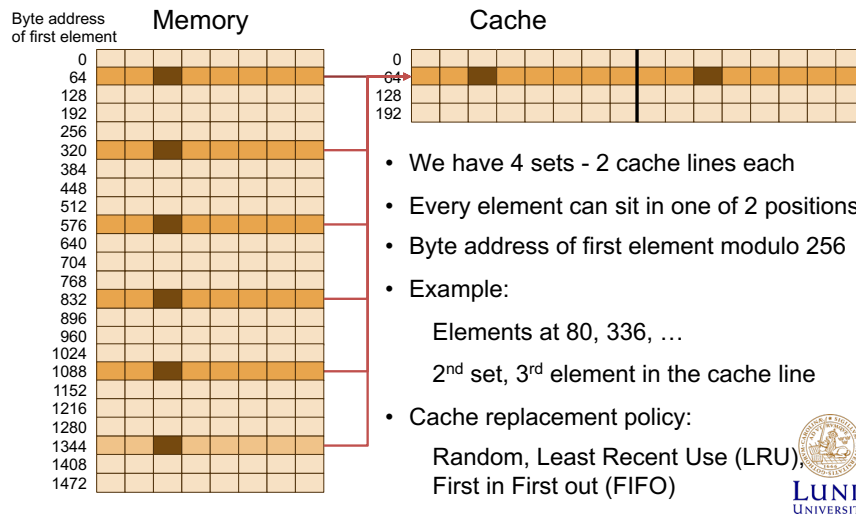 Byte address
of first element
Memory
Cache
0
64
128
192
256
320
384
448
512
576
640
704
768
832
896
960
1024
1088
1152
1216
1280
1344
1408
1472
0
64
128
192
• We have 4 sets - 2 cache lines each
• Every element can sit in one of 2 positions
• Byte address of first element modulo 256
• Example:
Elements at 80, 336, …
2nd set, 3rd element in the cache line
• Cache replacement policy:
Random, Least Recent Use (LRU),
First in First out (FIFO)